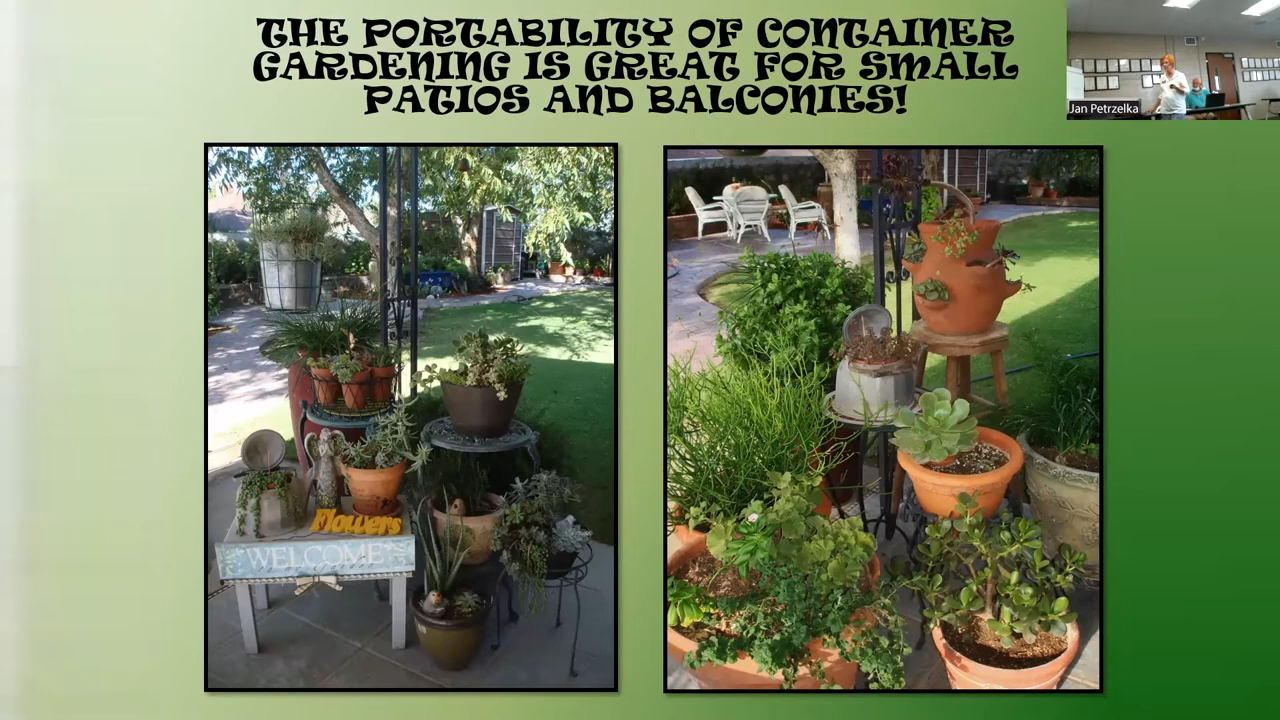 THE PORTABILITY OF CONTAINER
GARDENING IS GREAT FOR SMALL
PATIOS AND BALCONIES!
Jan Petrzelka
Flowers
WELCOME